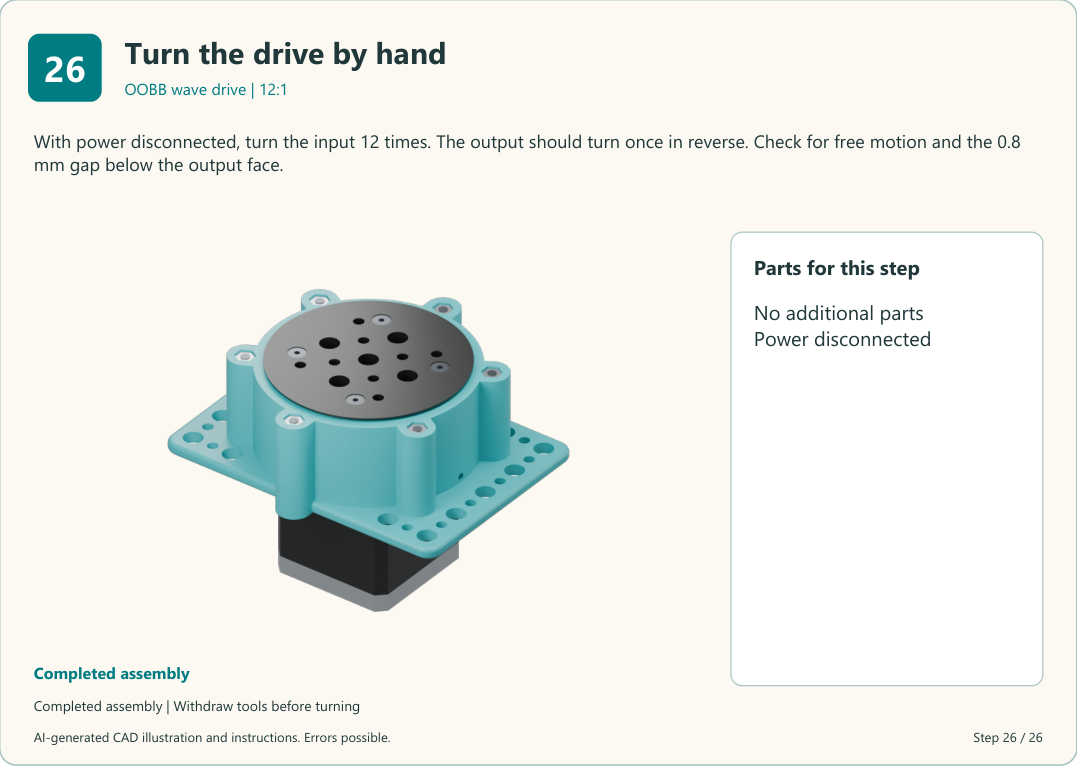 26
Turn the drive by hand
OOBB wave drive | 12:1
With power disconnected, turn the input 12 times. The output should turn once in reverse. Check for free motion and the 0.8
mm gap below the output face.
Parts for this step
No additional parts
Power disconnected
Completed assembly
Completed assembly | Withdraw tools before turning
AI-generated CAD illustration and instructions. Errors possible.
Step 26 / 26